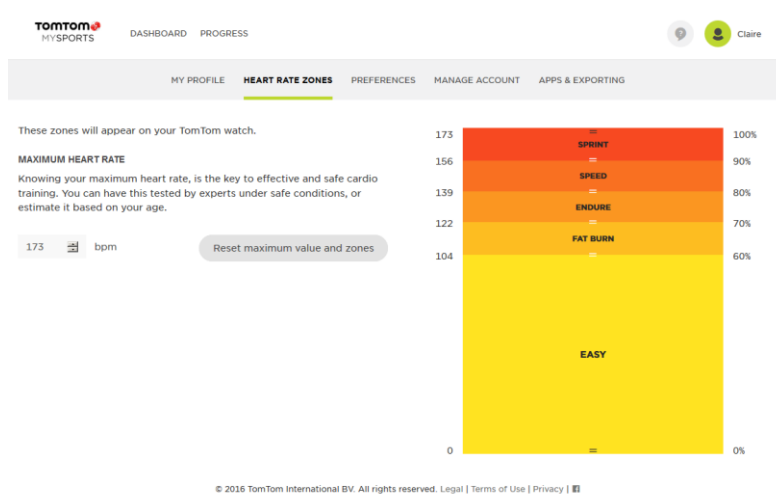 TOMTOM
MYSPORTS
DASHBOARD PROGRESS
?
Claire
MY PROFILE HEART RATE ZONES PREFERENCES MANAGE ACCOUNT APPS & EXPORTING
These zones will appear on your TomTom watch.
MAXIMUM HEART RATE
Knowing your maximum heart rate, is the key to effective and safe cardio
training. You can have this tested by experts under safe conditions, or
estimate it based on your age.
173 bpm
Reset maximum value and zones
173 100%
SPRINT
156 90%
SPEED
139 80%
ENDURE
122 70%
FAT BURN
104 60%
EASY
0 0%
© 2016 TomTom International BV. All rights reserved. Legal | Terms of Use | Privacy |